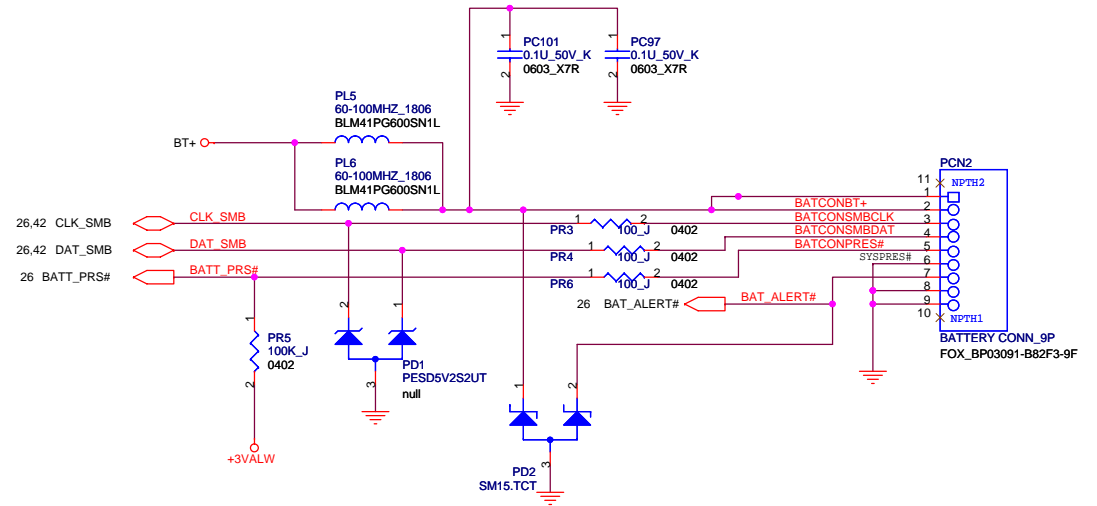 1
PC101
0.1U_50V_K
2
0603_X7R
1
PC97
0.1U_50V_K
2
0603_X7R
PL5
60-100MHZ_1806
BLM41PG600SN1L
BT+
PL6
60-100MHZ_1806
BLM41PG600SN1L
PCN2
11
NPTH2
1
BATCONBT+
2
26,42 CLK_SMB
CLK_SMB
1
2
BATCONSMBCLK
3
PR3
100_J
0402
BATCONSMBDAT
4
26,42 DAT_SMB
DAT_SMB
1
2
BATCONPRES#
5
PR4
100_J
0402
SYSPRES#
6
26 BATT_PRS#
BATT_PRS#
1
2
7
PR6
100_J
0402
8
26 BAT_ALERT#
BAT_ALERT#
9
10
NPTH1
BATTERY CONN_9P
FOX_BP03091-B82F3-9F
1
PR5
100K_J
0402
2
+3VALW
2
1
PD1
PESD5V2S2UT
null
3
1
2
PD2
SM15.TCT
3